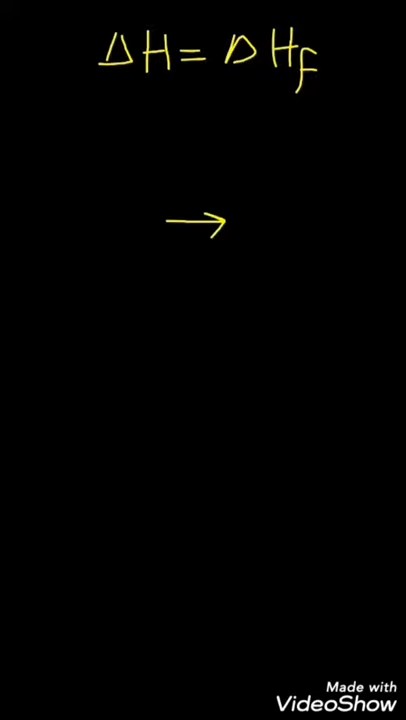 ΔH = ΔHF
→
Made with
VideoShow